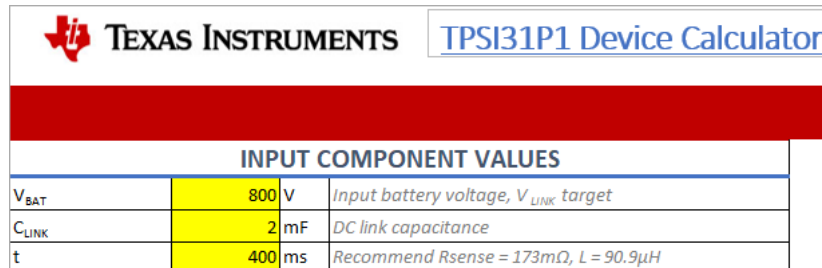 TEXAS INSTRUMENTS TPSI31P1 Device Calculator
INPUT COMPONENT VALUES
VBAT 800 V Input battery voltage, V LINK target
CLINK 2 mF DC link capacitance
t 400 ms Recommend Rsense = 173mΩ, L = 90.9μH